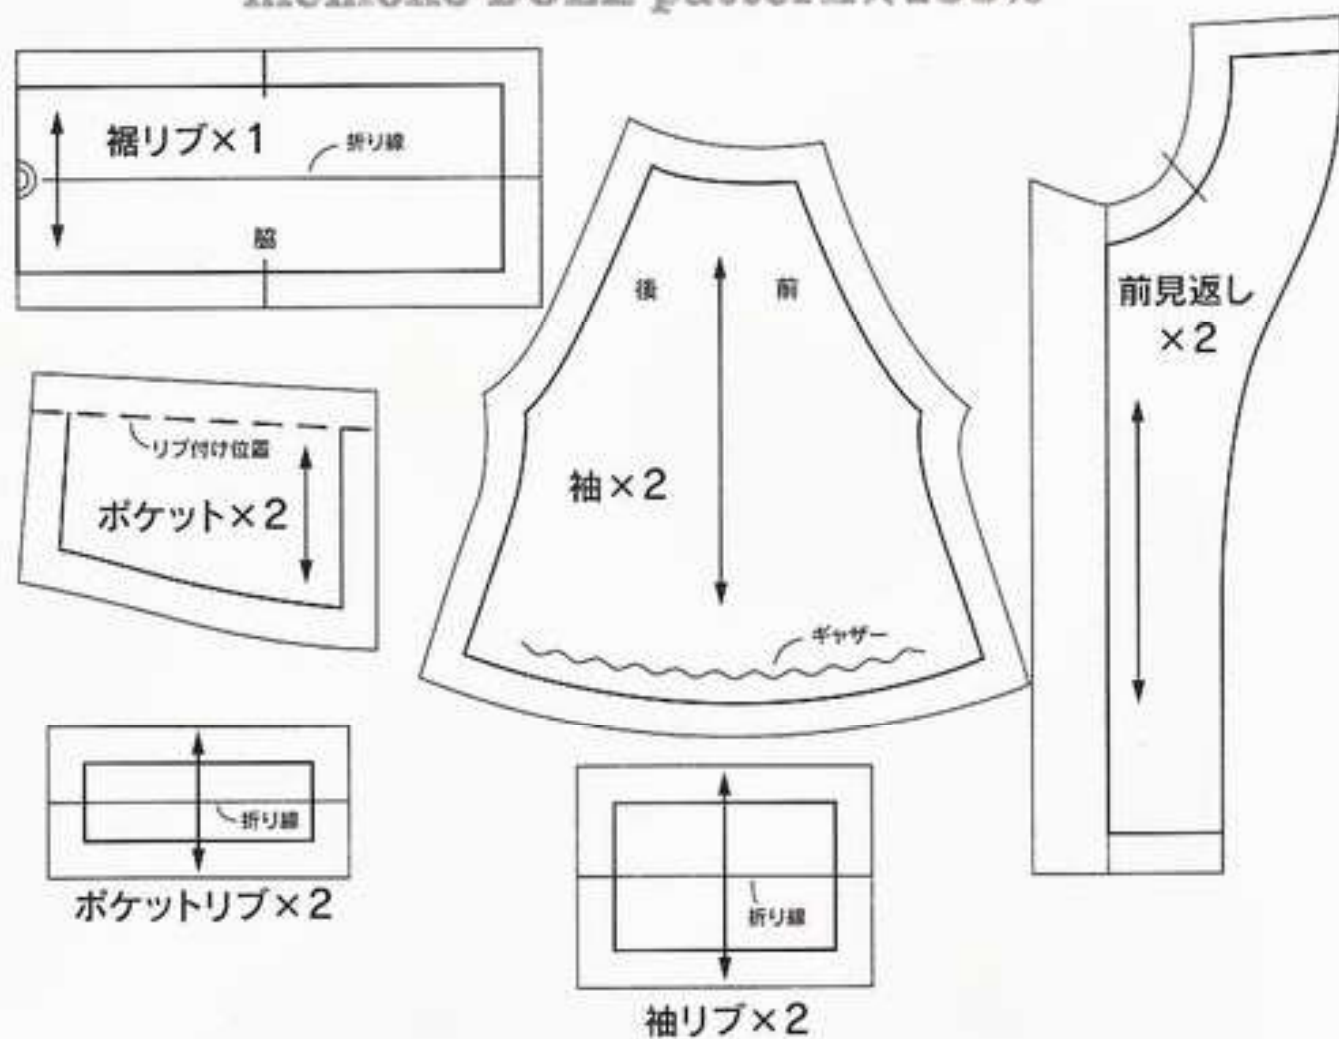 裾リブ×1
折り線
脇
後
前
前見返し
×2
リブ付け位置
ポケット×2
袖×2
ギャザー
折り線
ポケットリブ×2
折り線
袖リブ×2